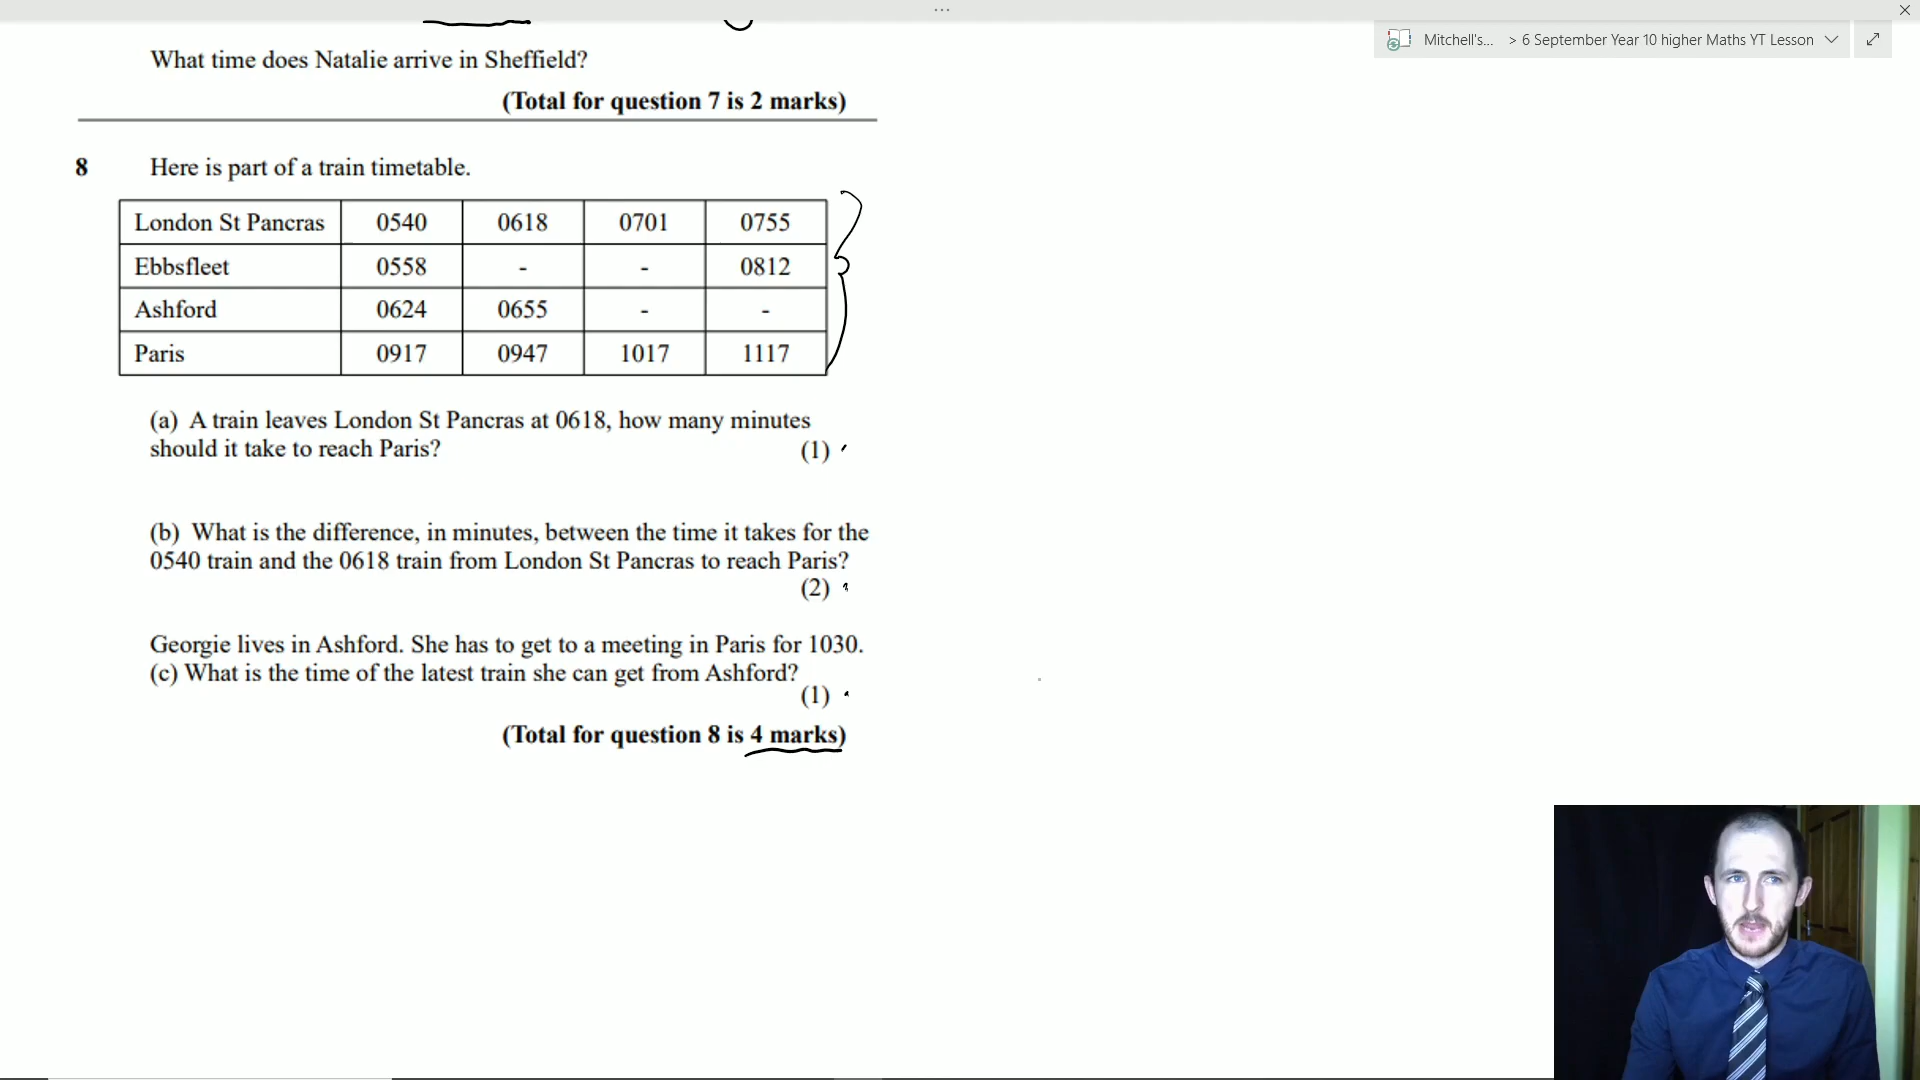 Mitchell's... > 6 September Year 10 higher Maths YT Lesson
What time does Natalie arrive in Sheffield?
(Total for question 7 is 2 marks)
8 Here is part of a train timetable.
London St Pancras 0540 0618 0701 0755
Ebbsfleet 0558 - - 0812
Ashford 0624 0655 - -
Paris 0917 0947 1017 1117
(a) A train leaves London St Pancras at 0618, how many minutes
should it take to reach Paris?
(1)
(b) What is the difference, in minutes, between the time it takes for the
0540 train and the 0618 train from London St Pancras to reach Paris?
(2)
Georgie lives in Ashford. She has to get to a meeting in Paris for 1030.
(c) What is the time of the latest train she can get from Ashford?
(1)
(Total for question 8 is 4 marks)